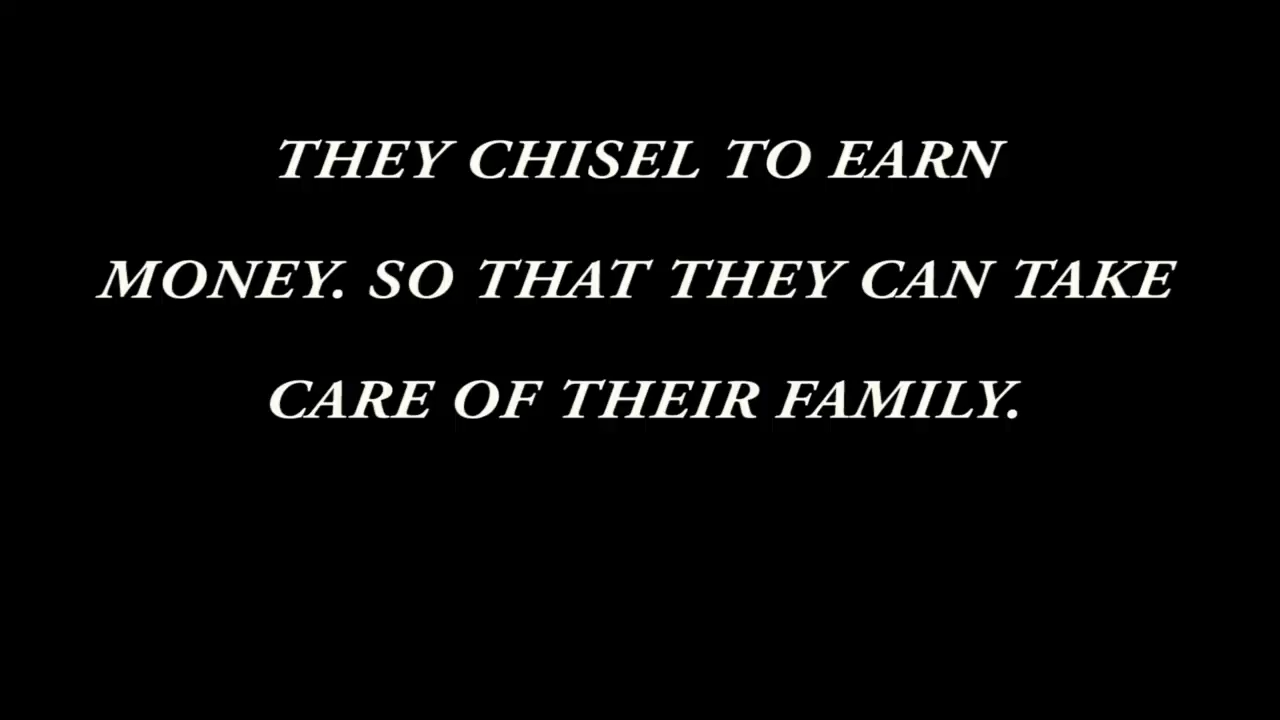 THEY CHISEL TO EARN
MONEY. SO THAT THEY CAN TAKE
CARE OF THEIR FAMILY.